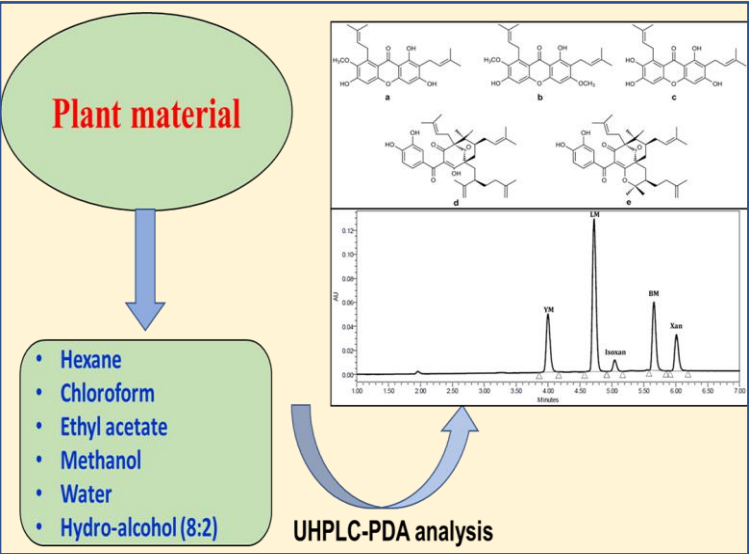 Plant material
• Hexane
• Chloroform
• Ethyl acetate
• Methanol
• Water
• Hydro-alcohol (8:2)
UHPLC-PDA analysis
O OH
H₃CO
HO O OH
a
O OH
H₃CO
HO O OCH₃
b
O OH
HO
HO O OH
c
OH
HO
O O
O OH
d
OH
HO
O O
O O
e
AU
0.12
0.10
0.08
0.06
0.04
0.02
0.00
YM
LM
Isoxan
BM
Xan
1.00 1.50 2.00 2.50 3.00 3.50 4.00 4.50 5.00 5.50 6.00 6.50 7.00
Minutes